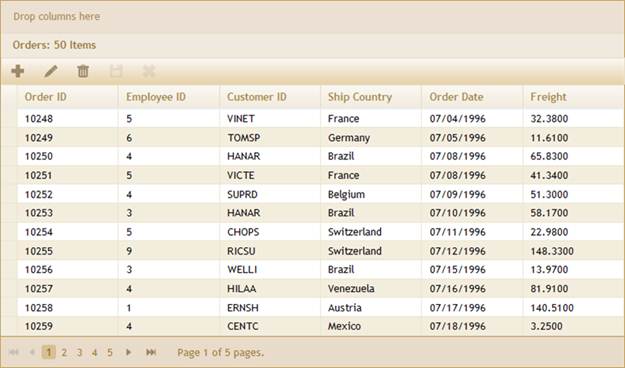 Drop columns here
Orders: 50 Items
Order ID Employee ID Customer ID Ship Country Order Date Freight
10248 5 VINET France 07/04/1996 32.3800
10249 6 TOMSP Germany 07/05/1996 11.6100
10250 4 HANAR Brazil 07/08/1996 65.8300
10251 5 VICTE France 07/08/1996 41.3400
10252 4 SUPRD Belgium 07/09/1996 51.3000
10253 3 HANAR Brazil 07/10/1996 58.1700
10254 5 CHOPS Switzerland 07/11/1996 22.9800
10255 9 RICSU Switzerland 07/12/1996 148.3300
10256 3 WELLI Brazil 07/15/1996 13.9700
10257 4 HILAA Venezuela 07/16/1996 81.9100
10258 1 ERNSH Austria 07/17/1996 140.5100
10259 4 CENTC Mexico 07/18/1996 3.2500
1 2 3 4 5 Page 1 of 5 pages.